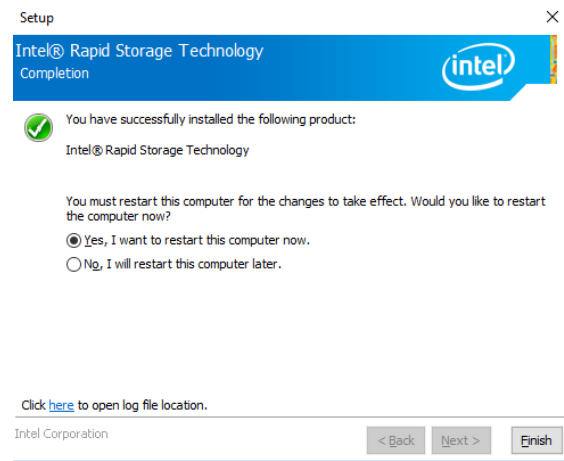 Setup
Intel® Rapid Storage Technology
Completion
intel
You have successfully installed the following product:
Intel® Rapid Storage Technology
You must restart this computer for the changes to take effect. Would you like to restart
the computer now?
Yes, I want to restart this computer now.
No, I will restart this computer later.
Click here to open log file location.
Intel Corporation
< Back Next > Finish